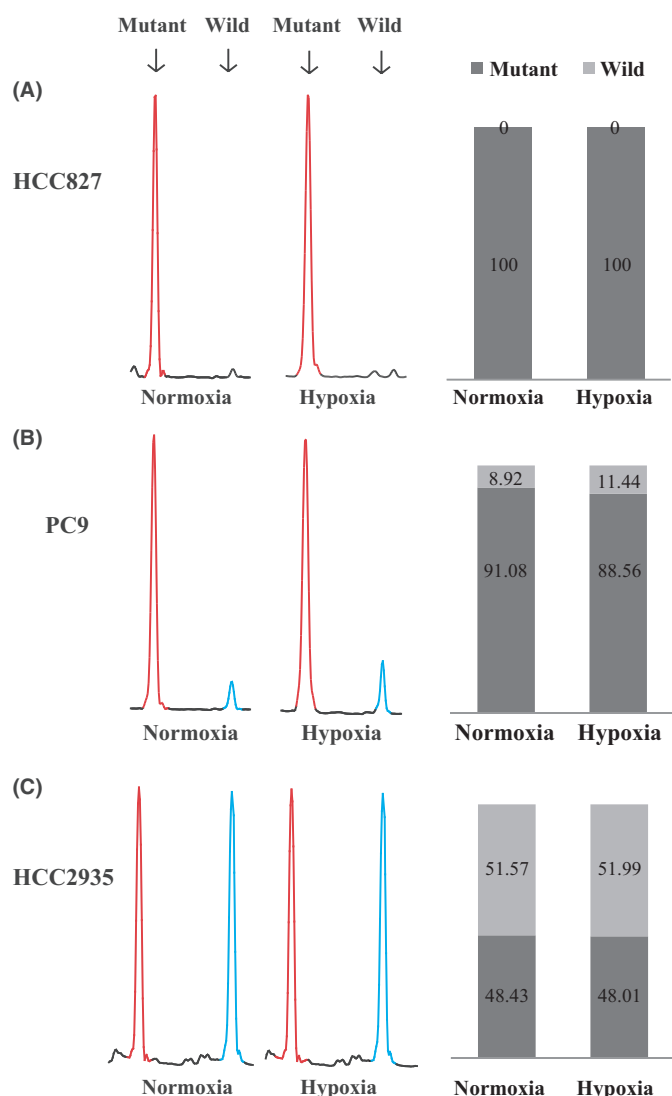 Mutant Wild Mutant Wild
Mutant Wild
(A)
HCC827
0 0
100 100
Normoxia Hypoxia Normoxia Hypoxia
(B)
PC9
8.92 11.44
91.08 88.56
Normoxia Hypoxia Normoxia Hypoxia
(C)
HCC2935
51.57 51.99
48.43 48.01
Normoxia Hypoxia Normoxia Hypoxia